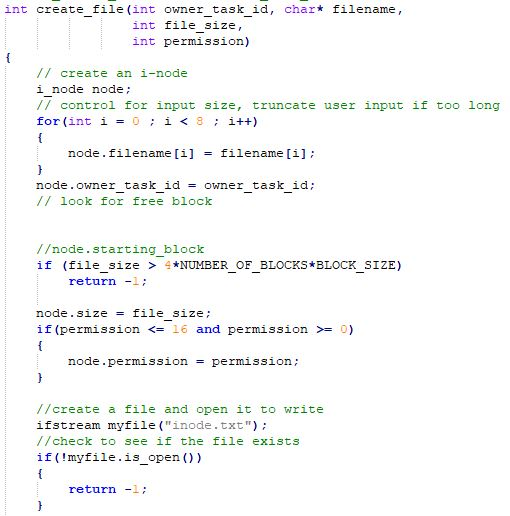 int create_file(int owner_task_id, char* filename,
int file_size,
int permission)
{
// create an i-node
i_node node;
// control for input size, truncate user input if too long
for(int i = 0 ; i < 8 ; i++)
{
node.filename[i] = filename[i];
}
node.owner_task_id = owner_task_id;
// look for free block
//node.starting_block
if (file_size > 4*NUMBER_OF_BLOCKS*BLOCK_SIZE)
return -1;
node.size = file_size;
if(permission <= 16 and permission >= 0)
{
node.permission = permission;
}
//create a file and open it to write
ifstream myfile("inode.txt");
//check to see if the file exists
if(!myfile.is_open())
{
return -1;
}